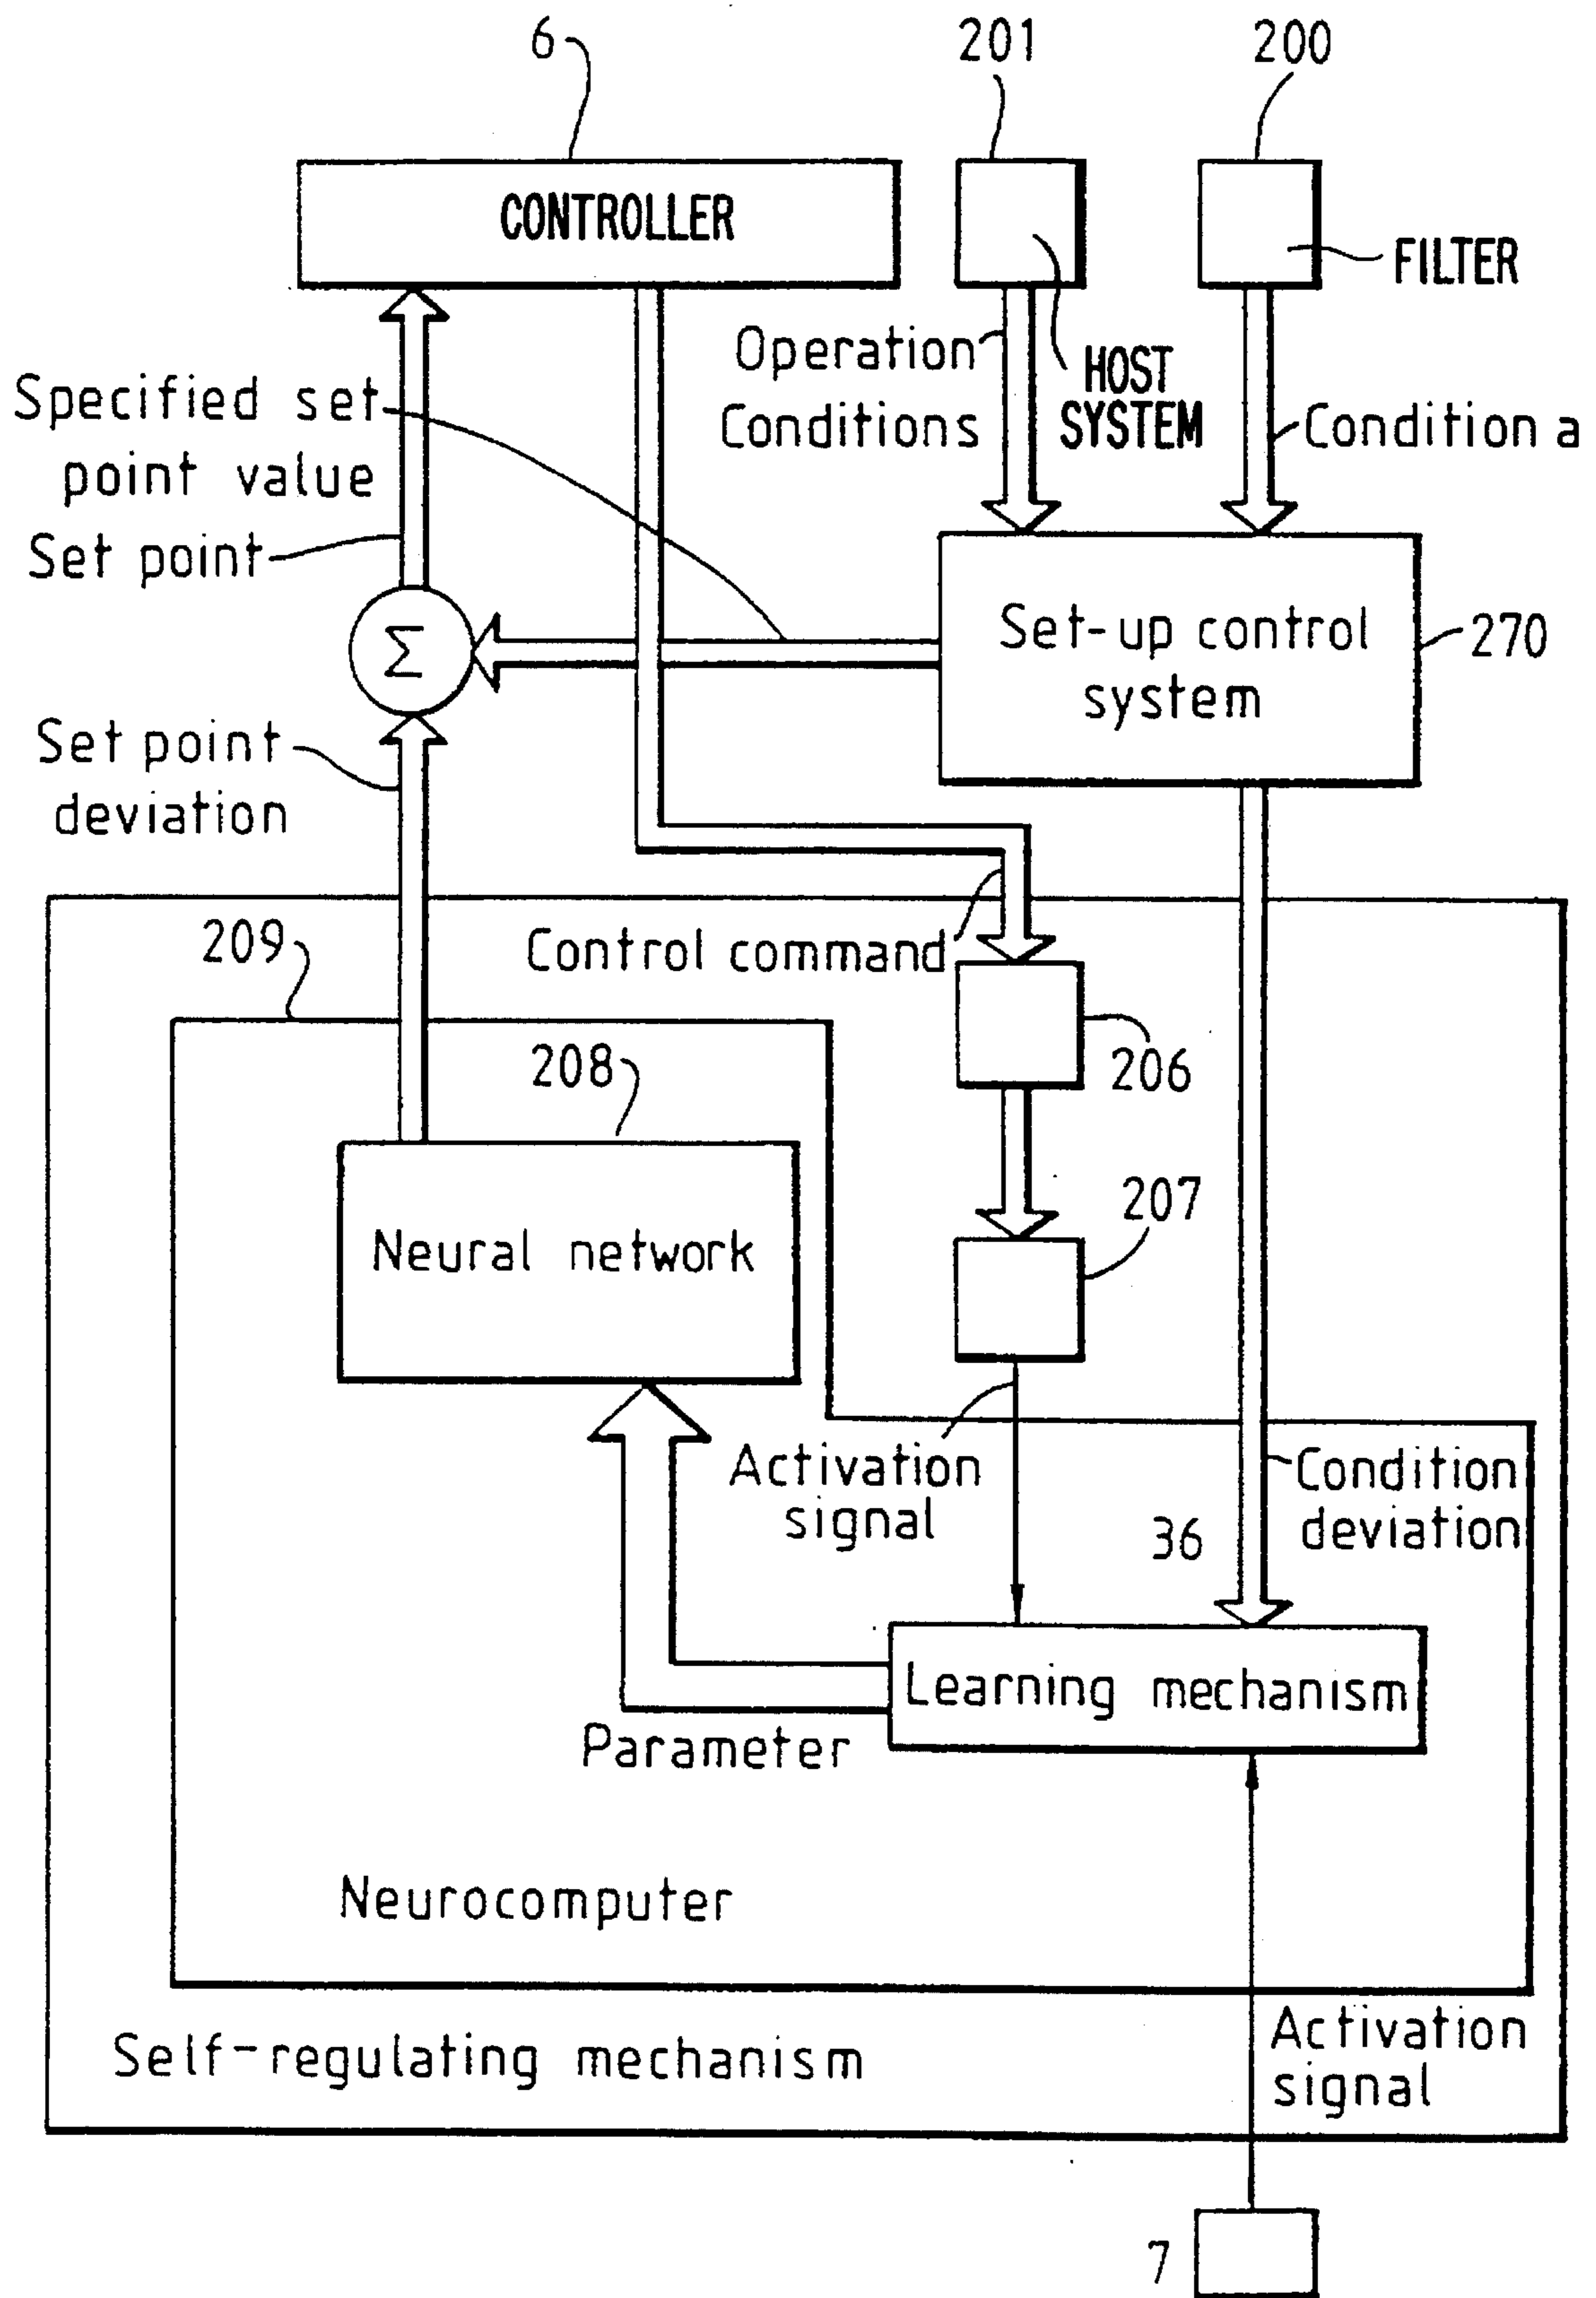 6
201
200
CONTROLLER
FILTER
Operation
Conditions
HOST
SYSTEM
Condition a
Specified set
point value
Set point
Σ
Set-up control
system
270
Set point
deviation
209
Control command
206
208
207
Neural network
Activation
signal
Condition
deviation
36
Learning mechanism
Parameter
Neurocomputer
Self-regulating mechanism
Activation
signal
7